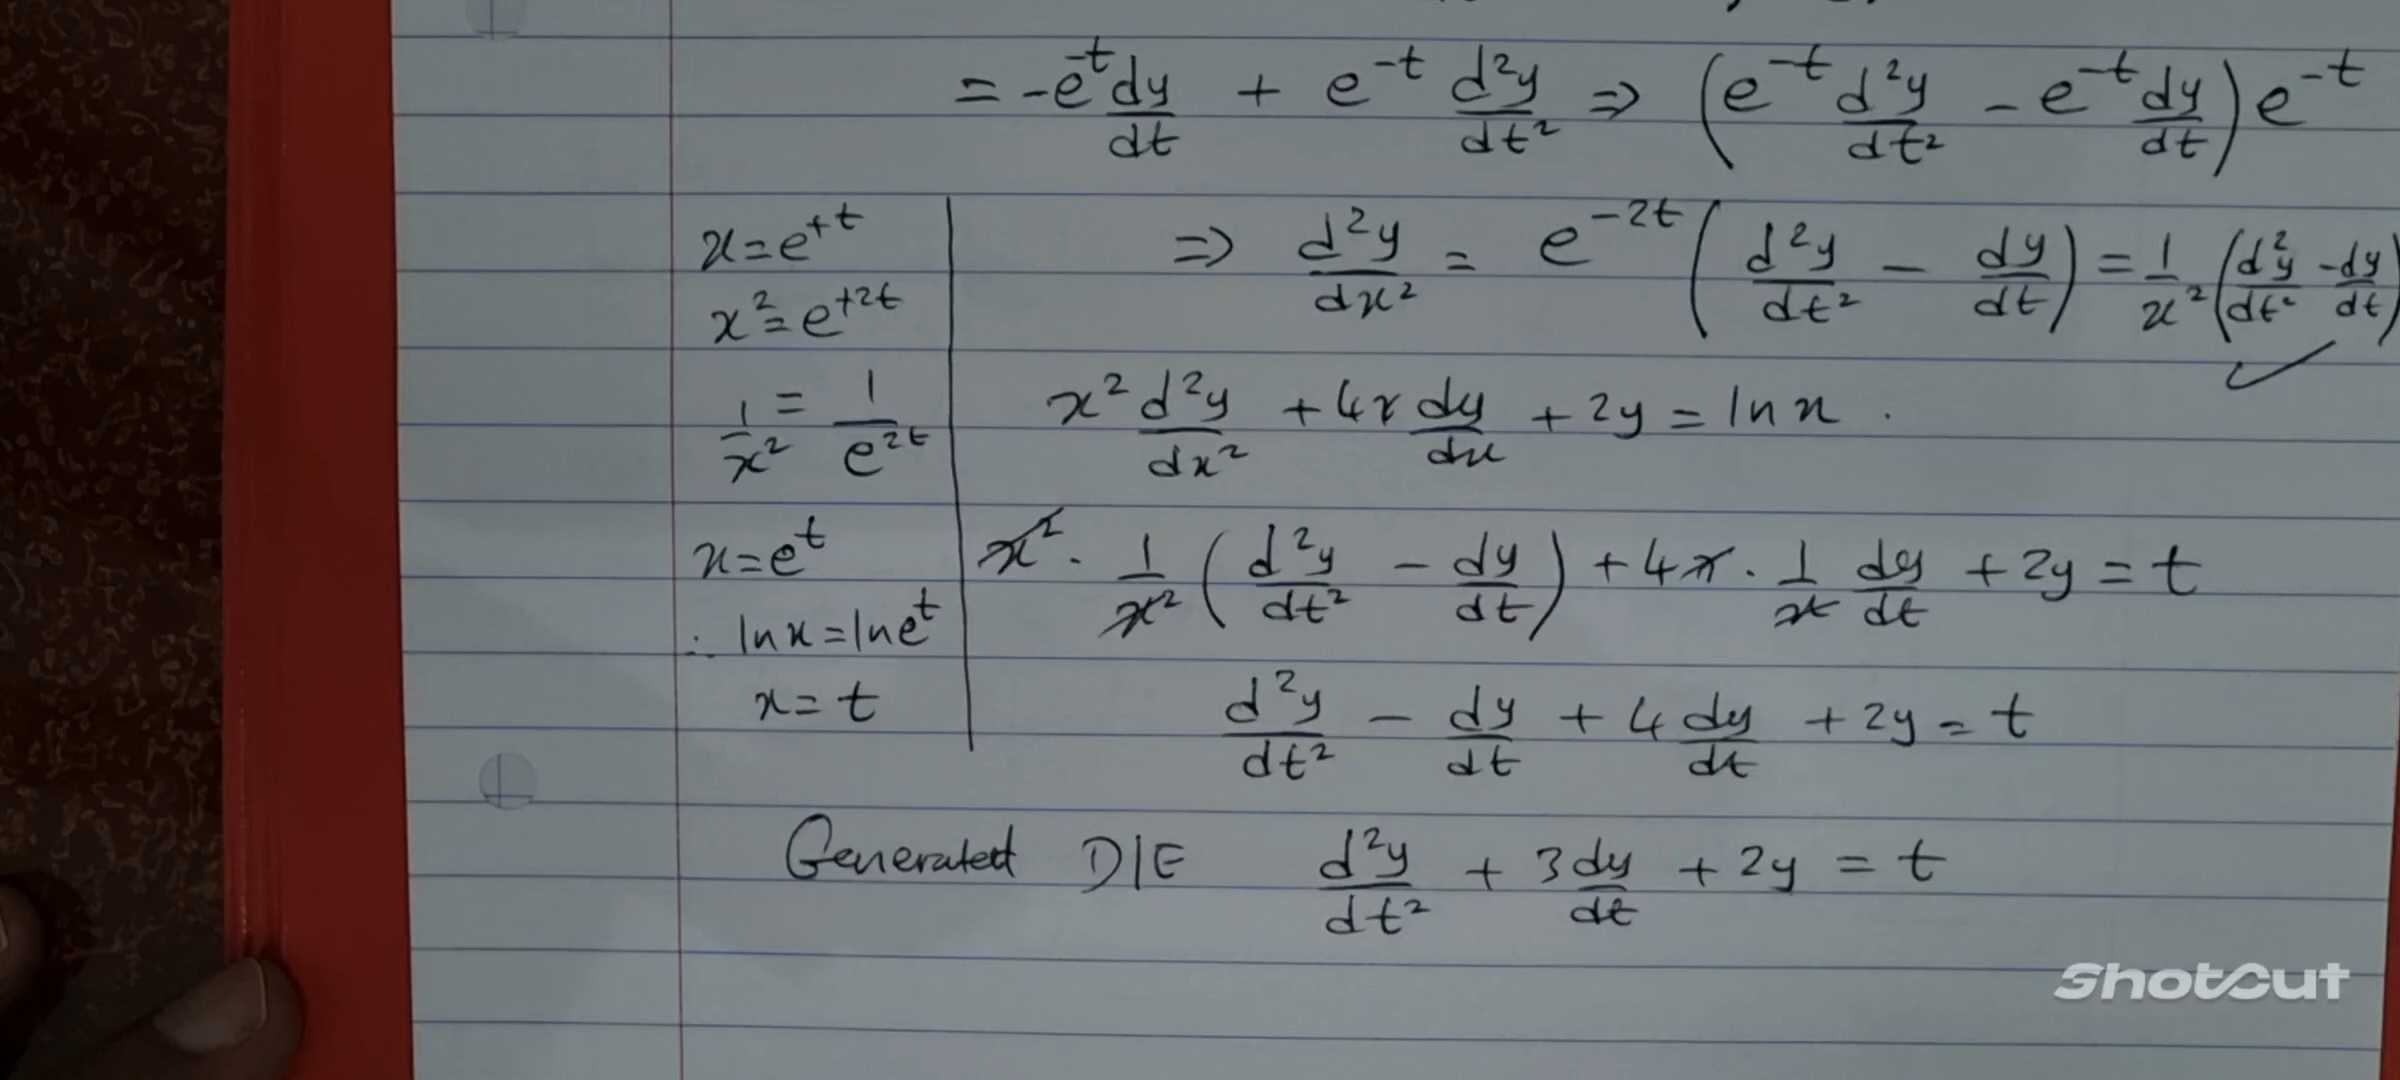 = -e^{-t} dy/dt + e^{-t} d²y/dt² ⇒ (e^{-t} d²y/dt² - e^{-t} dy/dt) e^{-t}
x = e^{+t}
⇒ d²y/dx² = e^{-2t} (d²y/dt² - dy/dt) = 1/x² (d²y/dt² - dy/dt)
x² = e^{+2t}
1/x² = 1/e^{2t}
x² d²y/dx² + 4x dy/dx + 2y = ln x .
x = e^t
x² · 1/x² (d²y/dt² - dy/dt) + 4x · 1/x dy/dt + 2y = t
∴ ln x = ln e^t
x = t
d²y/dt² - dy/dt + 4 dy/dt + 2y = t
Generated D/E d²y/dt² + 3 dy/dt + 2y = t
Shotcut